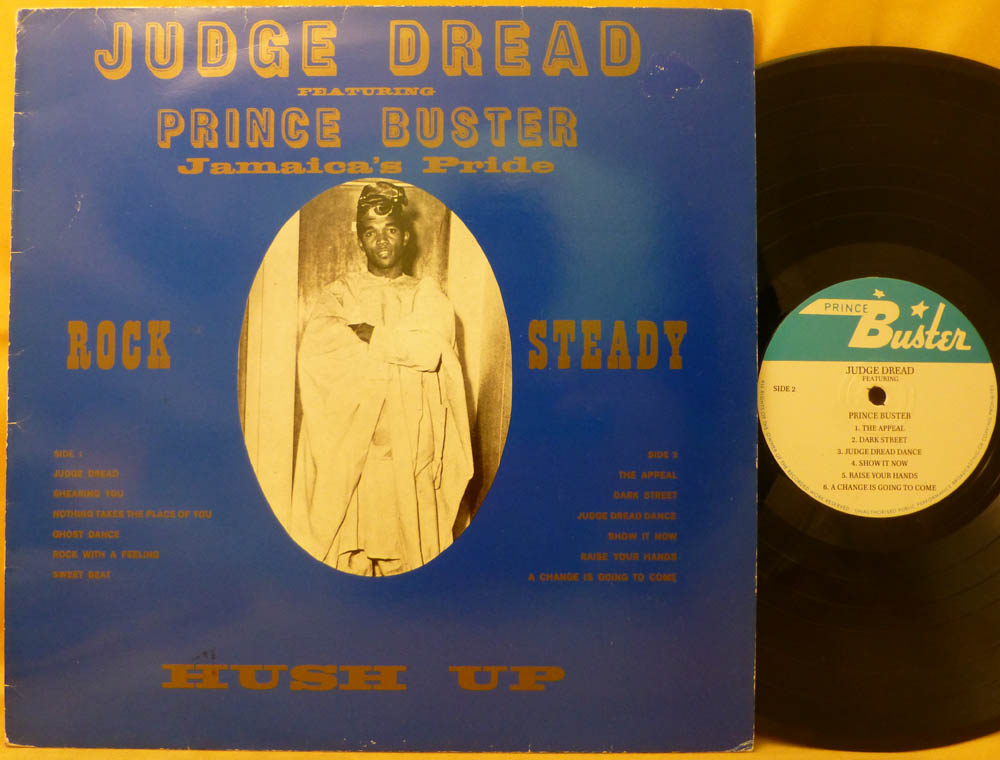 JUDGE DREAD
FEATURING
PRINCE BUSTER
Jamaica's Pride
ROCK STEADY
SIDE 1
JUDGE DREAD
SHEARING YOU
NOTHING TAKES THE PLACE OF YOU
GHOST DANCE
ROCK WITH A FEELING
SWEET BEAT
SIDE 2
THE APPEAL
DARK STREET
JUDGE DREAD DANCE
SHOW IT NOW
RAISE YOUR HANDS
A CHANGE IS GOING TO COME
HUSH UP
PRINCE
Buster
JUDGE DREAD
FEATURING
SIDE 2
PRINCE BUSTER
1. THE APPEAL
2. DARK STREET
3. JUDGE DREAD DANCE
4. SHOW IT NOW
5. RAISE YOUR HANDS
6. A CHANGE IS GOING TO COME